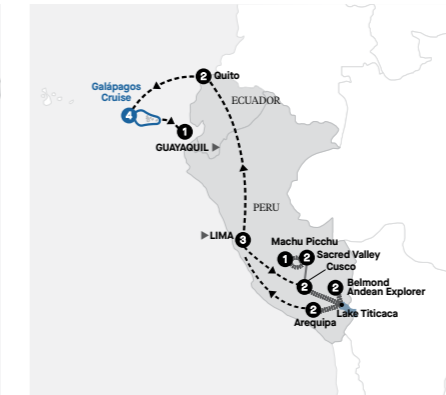 2 Quito
Galápagos
Cruise
4
ECUADOR
1
GUAYAQUIL
PERU
LIMA 3
Machu Picchu
1 2 Sacred Valley
Cusco
2
2 Belmond
Andean Explorer
2 Lake Titicaca
Arequipa